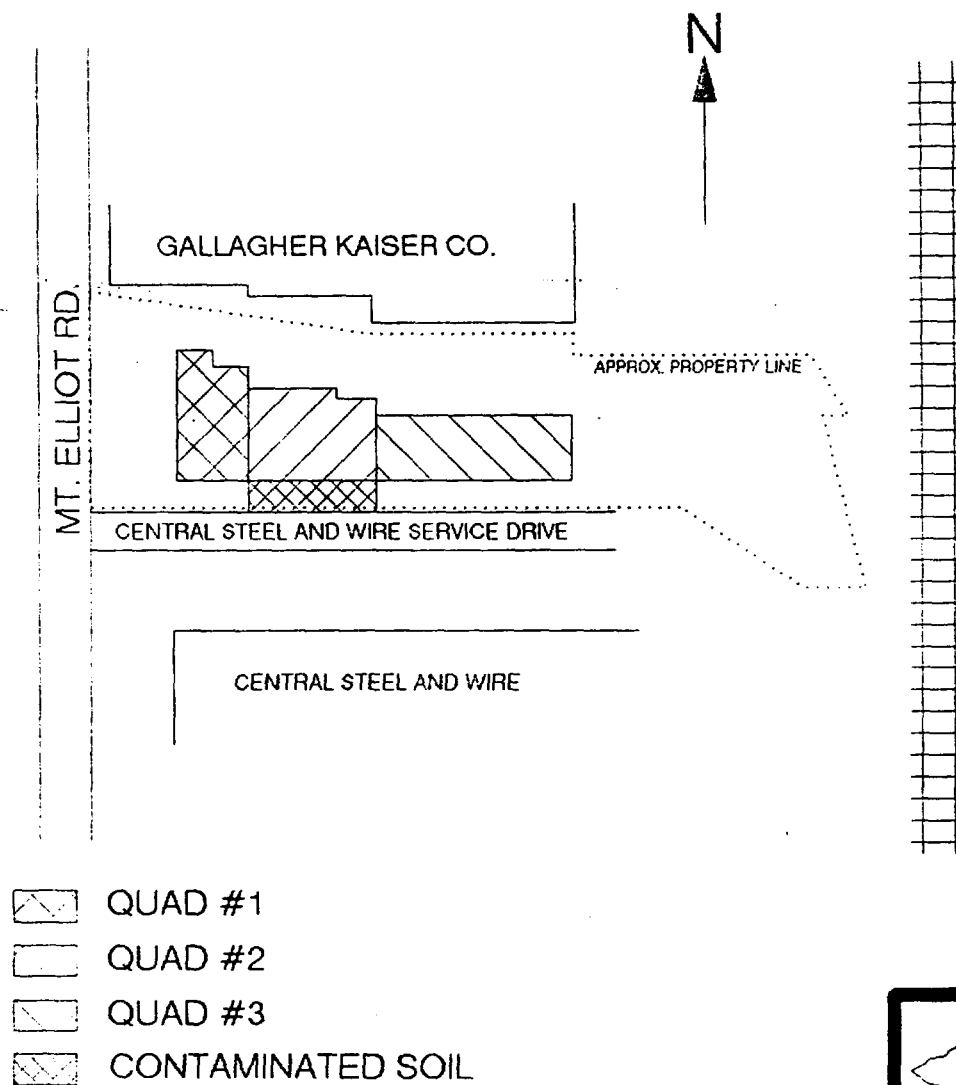 N
GALLAGHER KAISER CO.
MT. ELLIOT RD.
APPROX. PROPERTY LINE
CENTRAL STEEL AND WIRE SERVICE DRIVE
CENTRAL STEEL AND WIRE
QUAD #1
QUAD #2
QUAD #3
CONTAMINATED SOIL